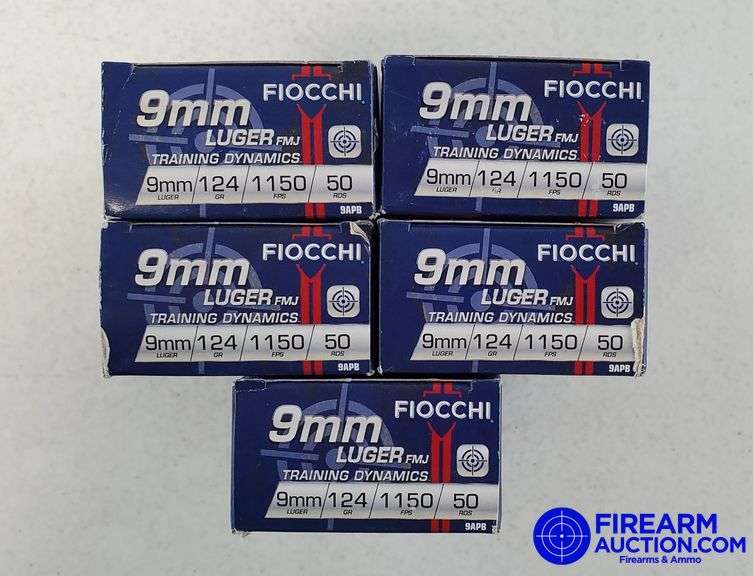 9mm FIOCCHI
LUGER FMJ
TRAINING DYNAMICS
9mm 124 1150 50
LUGER GR FPS RDS
9APB
9mm FIOCCHI
LUGER FMJ
TRAINING DYNAMICS
9mm 124 1150 50
LUGER GR FPS RDS
9APB
9mm FIOCCHI
LUGER FMJ
TRAINING DYNAMICS
9mm 124 1150 50
LUGER GR FPS RDS
9APB
9mm FIOCCHI
LUGER FMJ
TRAINING DYNAMICS
9mm 124 1150 50
LUGER GR FPS RDS
9APB
9mm FIOCCHI
LUGER FMJ
TRAINING DYNAMICS
9mm 124 1150 50
LUGER GR FPS RDS
9APB
FIREARM
AUCTION.COM
Firearms & Ammo